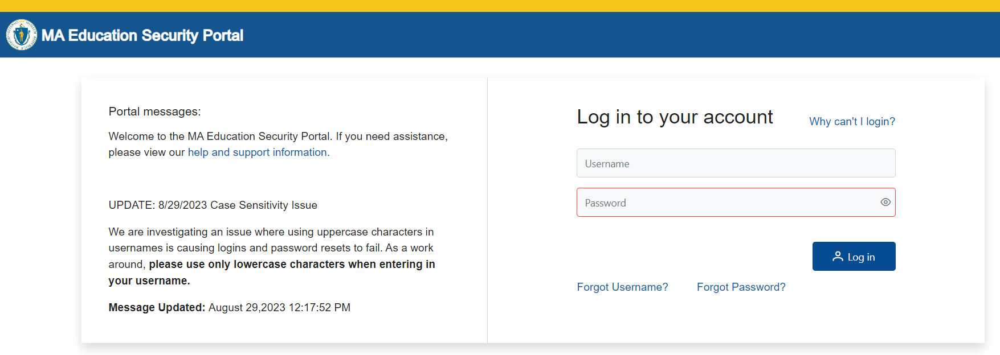 MA Education Security Portal
Portal messages:
Welcome to the MA Education Security Portal. If you need assistance,
please view our help and support information.
UPDATE: 8/29/2023 Case Sensitivity Issue
We are investigating an issue where using uppercase characters in
usernames is causing logins and password resets to fail. As a work
around, please use only lowercase characters when entering in
your username.
Message Updated: August 29,2023 12:17:52 PM
Log in to your account
Why can't I login?
Username
Password
Log in
Forgot Username?
Forgot Password?